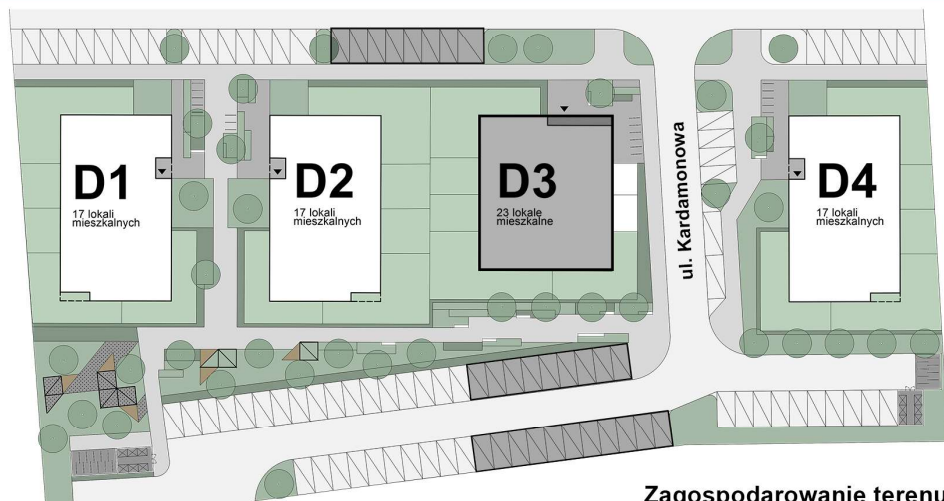 D1
17 lokali
mieszkalnych
D2
17 lokali
mieszkalnych
D3
23 lokale
mieszkalne
ul. Kardamonowa
D4
17 lokali
mieszkalnych
Zagospodarowanie terenu